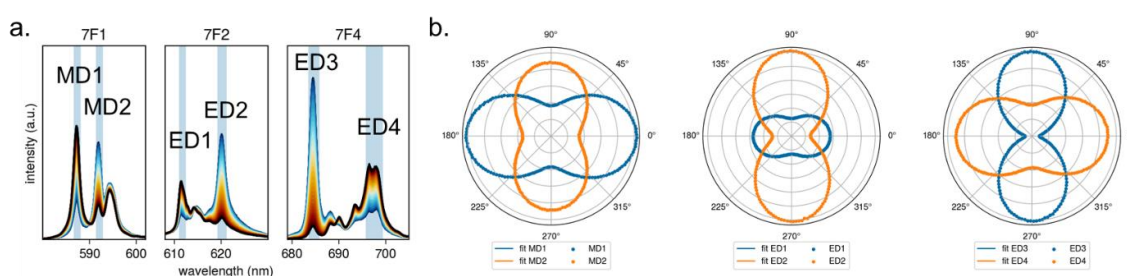 a.
7F1
7F2
7F4
MD1
MD2
ED1
ED2
ED3
ED4
intensity (a.u.)
590
600
610
620
680
690
700
wavelength (nm)
b.
90°
135°
45°
180°
0°
225°
315°
270°
fit MD1
MD1
fit MD2
MD2
90°
135°
45°
180°
0°
225°
315°
270°
fit ED1
ED1
fit ED2
ED2
90°
135°
45°
180°
0°
225°
315°
270°
fit ED3
ED3
fit ED4
ED4